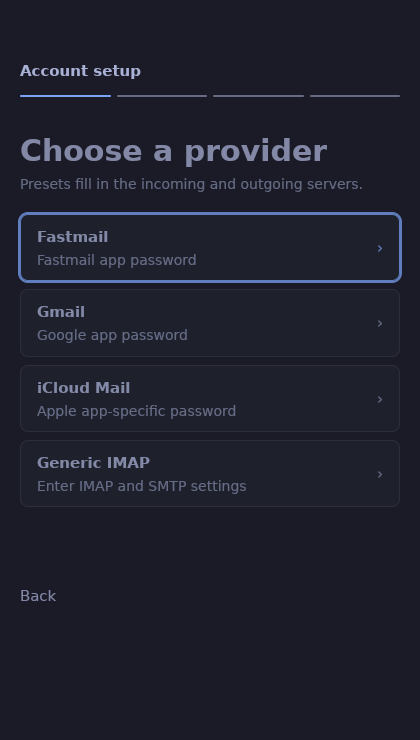 Account setup
Choose a provider
Presets fill in the incoming and outgoing servers.
Fastmail
Fastmail app password
›
Gmail
Google app password
›
iCloud Mail
Apple app-specific password
›
Generic IMAP
Enter IMAP and SMTP settings
›
Back